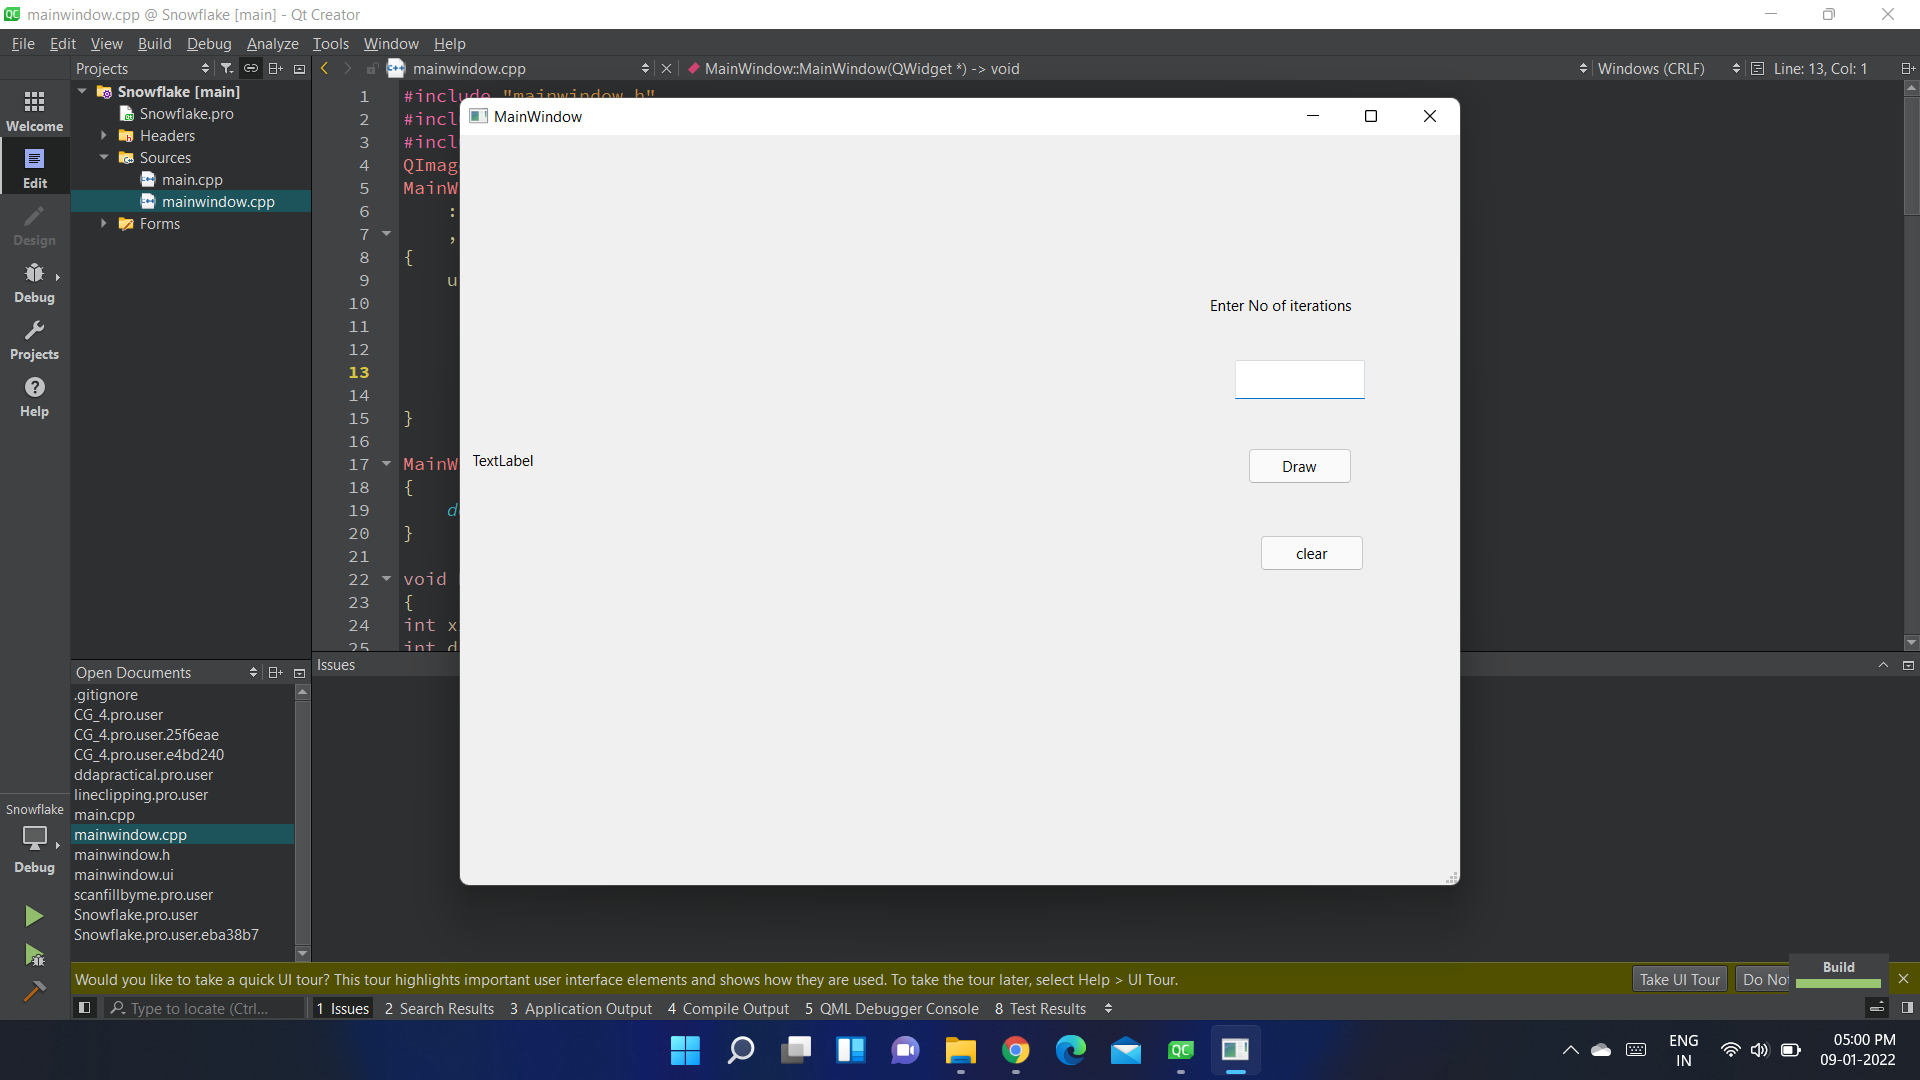 mainwindow.cpp @ Snowflake [main] - Qt Creator
File Edit View Build Debug Analyze Tools Window Help
Projects
mainwindow.cpp
MainWindow::MainWindow(QWidget *) -> void
Windows (CRLF)
Line: 13, Col: 1
Welcome
Edit
Design
Debug
Projects
Help
Snowflake
Debug
Snowflake [main]
Snowflake.pro
Headers
Sources
main.cpp
mainwindow.cpp
Forms
Open Documents
.gitignore
CG_4.pro.user
CG_4.pro.user.25f6eae
CG_4.pro.user.e4bd240
ddapractical.pro.user
lineclipping.pro.user
main.cpp
mainwindow.cpp
mainwindow.h
mainwindow.ui
scanfillbyme.pro.user
Snowflake.pro.user
Snowflake.pro.user.eba38b7
1 #include "mainwindow.h"
2 #incl
3 #incl
4 QImag
5 MainW
6 :
7 ,
8 {
9 u
10
11
12
13
14
15 }
16
17 MainW
18 {
19 d
20 }
21
22 void
23 {
24 int x
25 int d
MainWindow
Enter No of iterations
TextLabel
Draw
clear
Issues
Would you like to take a quick UI tour? This tour highlights important user interface elements and shows how they are used. To take the tour later, select Help > UI Tour.
Take UI Tour
Do No
Build
Type to locate (Ctrl...
1 Issues 2 Search Results 3 Application Output 4 Compile Output 5 QML Debugger Console 8 Test Results
ENG
IN
05:00 PM
09-01-2022